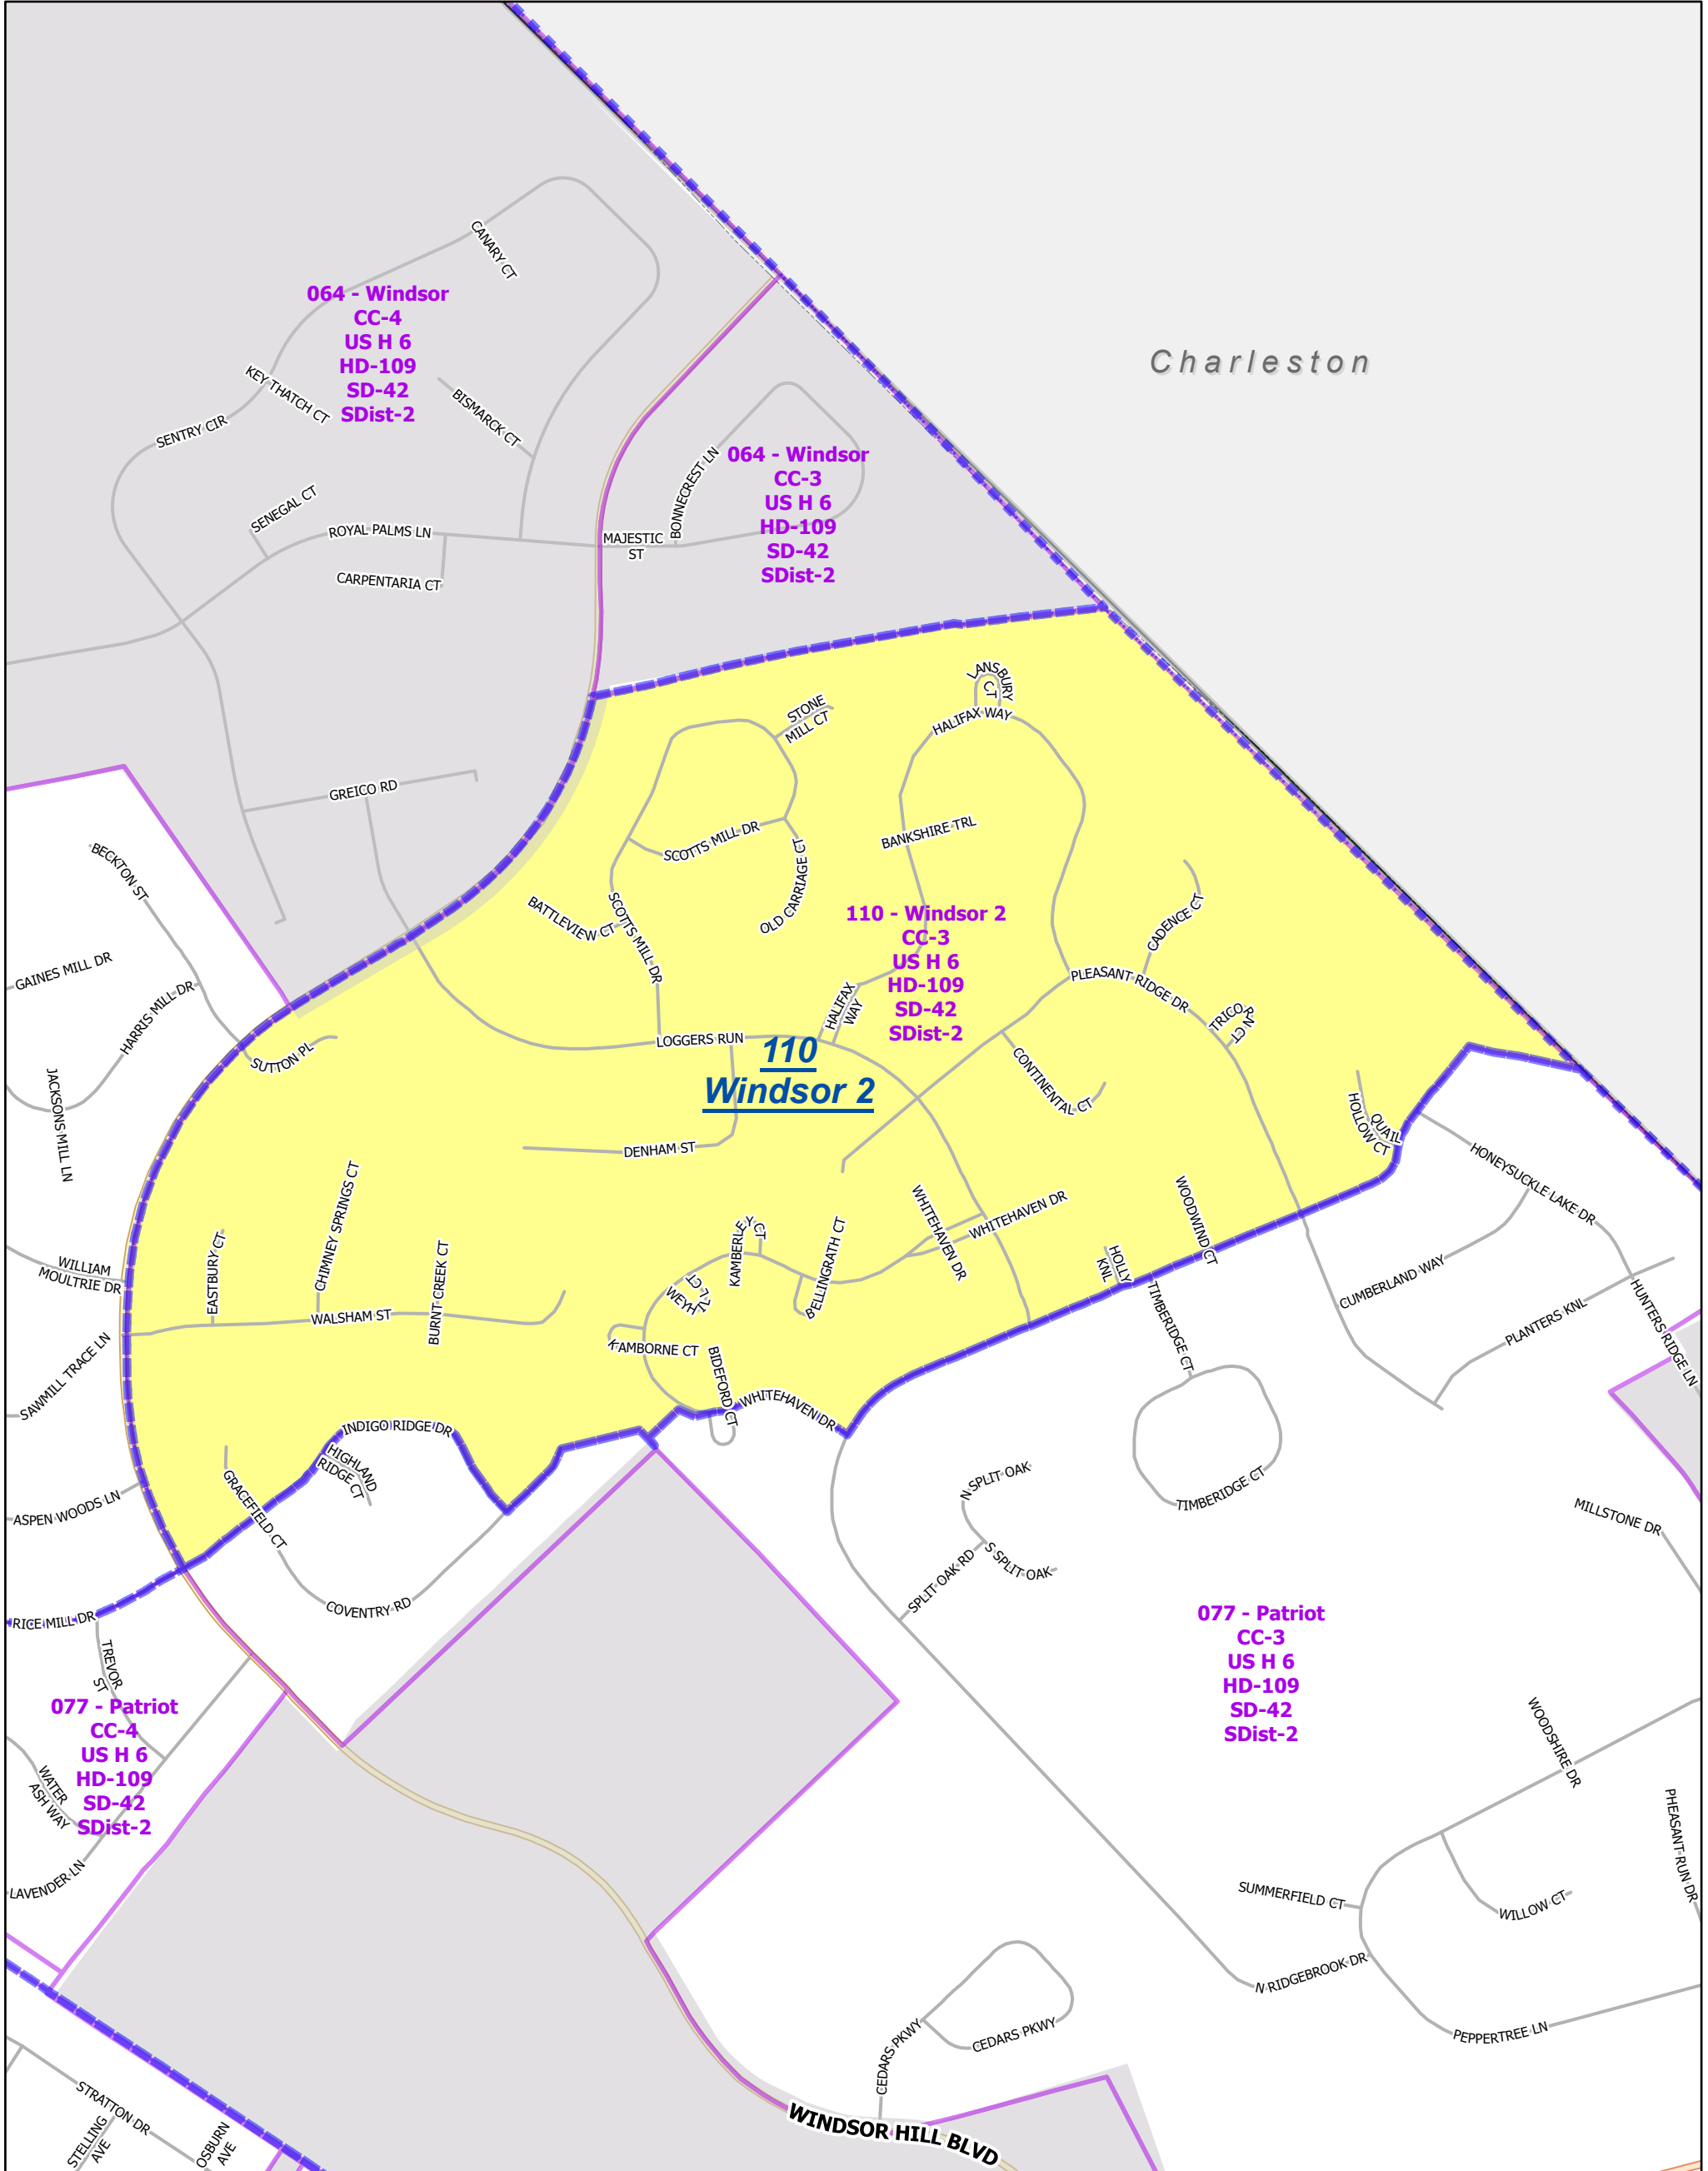 CANARY CT
064 - Windsor
CC-4
US H 6
HD-109
SD-42
SDist-2
Charleston
KEY THATCH CT
BISMARCK CT
SENTRY CIR
064 - Windsor
CC-3
US H 6
HD-109
SD-42
SDist-2
BONNECREST LN
SENEGAL CT
ROYAL PALMS LN
MAJESTIC
ST
CARPENTARIA CT
LANSBURY
CT
HALIFAX WAY
STONE
MILL CT
GREICO RD
SCOTTS MILL DR
BANKSHIRE TRL
BECKTON ST
OLD CARRIAGE CT
BATTLEVIEW CT
SCOTTS MILL DR
CADENCE CT
110 - Windsor 2
CC-3
US H 6
HD-109
SD-42
SDist-2
GAINES MILL DR
PLEASANT RIDGE DR
HARRIS MILL DR
HALIFAX
WAY
TRICORN CT
LOGGERS RUN
SUTTON PL
110
Windsor 2
CONTINENTAL CT
JACKSONS MILL LN
QUAIL
HOLLOW CT
DENHAM ST
HONEYSUCKLE LAKE DR
CHIMNEY SPRINGS CT
WHITEHAVEN DR
WHITEHAVEN DR
WOODWIND CT
KAMBERLEY CT
BELLINGRATH CT
EASTBURY CT
BURNT CREEK CT
WILLIAM
MOULTRIE DR
HOLLY
KNL
CUMBERLAND WAY
WEYHILL CT
WALSHAM ST
TIMBERIDGE CT
PLANTERS KNL
HUNTERS RIDGE LN
KAMBORNE CT
SAWMILL TRACE LN
BIDEFORD CT
WHITEHAVEN DR
INDIGO RIDGE DR
HIGHLAND
RIDGE CT
GRACEFIELD CT
N SPLIT OAK
TIMBERIDGE CT
ASPEN WOODS LN
MILLSTONE DR
S SPLIT OAK
SPLIT OAK RD
COVENTRY RD
RICE MILL DR
TREVOR
ST
077 - Patriot
CC-3
US H 6
HD-109
SD-42
SDist-2
077 - Patriot
CC-4
US H 6
HD-109
SD-42
SDist-2
WOODSHIRE DR
WATER
ASH WAY
PHEASANT RUN DR
LAVENDER LN
SUMMERFIELD CT
WILLOW CT
N RIDGEBROOK DR
CEDARS PKWY
CEDARS PKWY
PEPPERTREE LN
STRATTON DR
STELLING
AVE
OSBURN
AVE
WINDSOR HILL BLVD